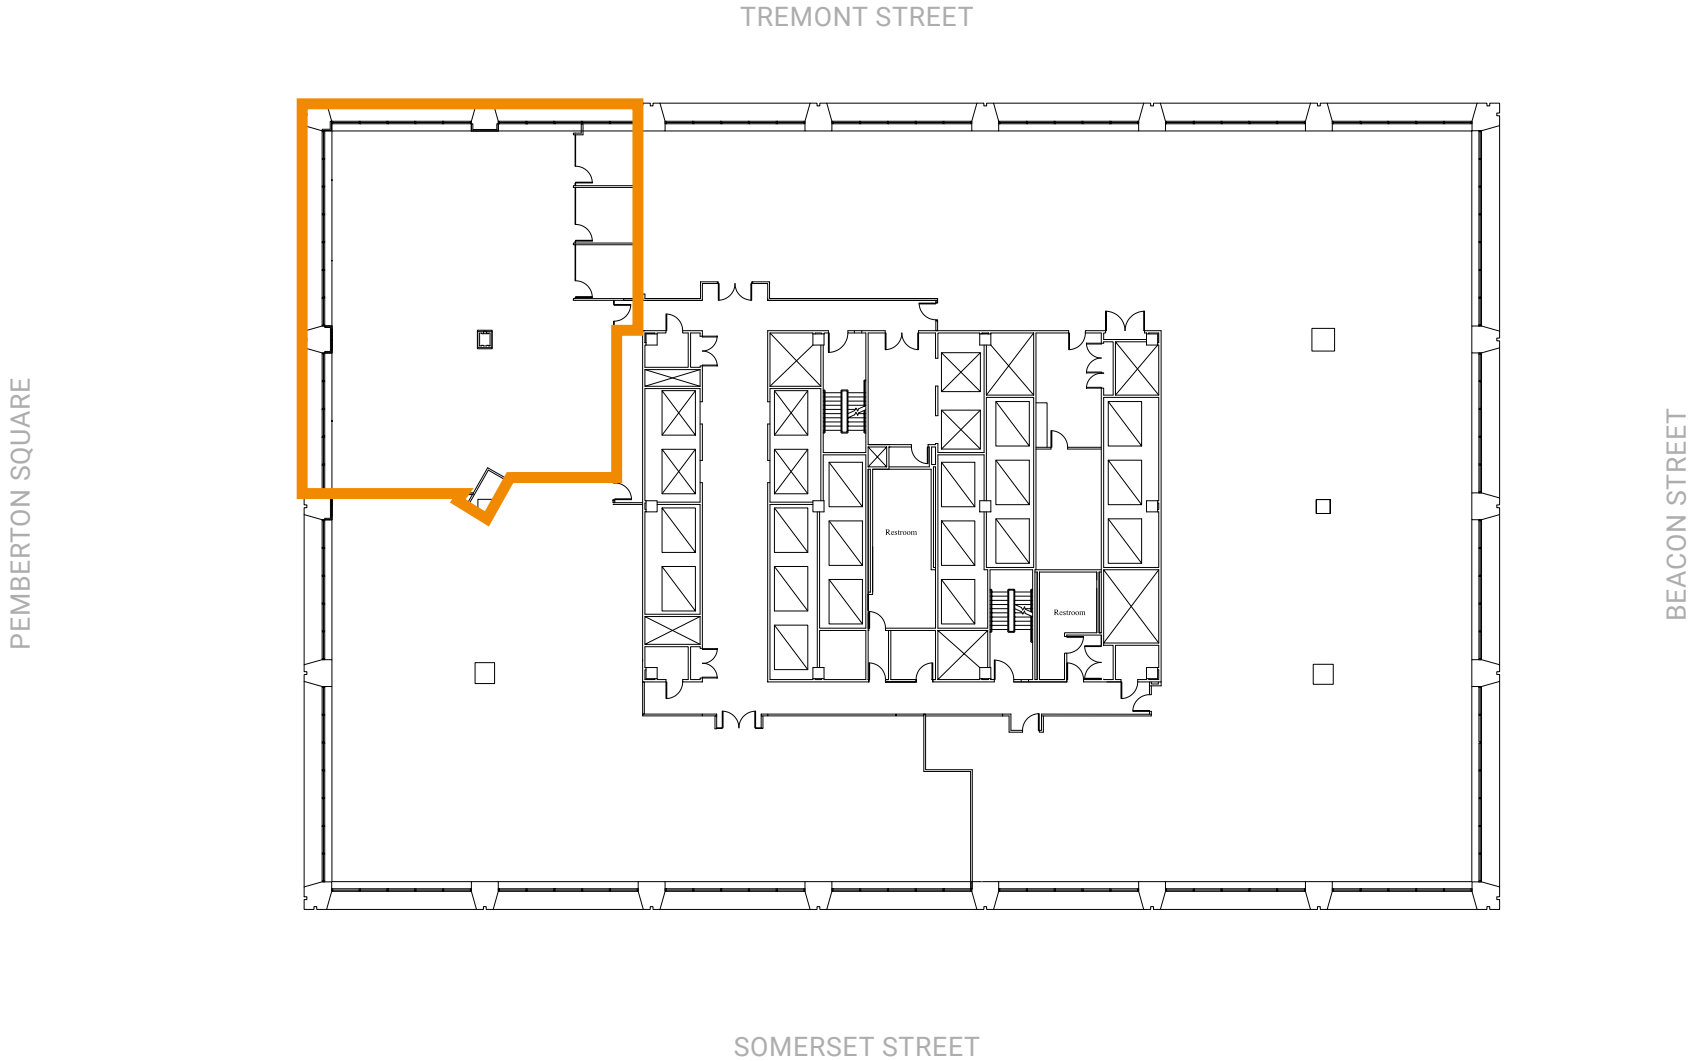 TREMONT STREET
PEMBERTON SQUARE
BEACON STREET
Restroom
Restroom
SOMERSET STREET